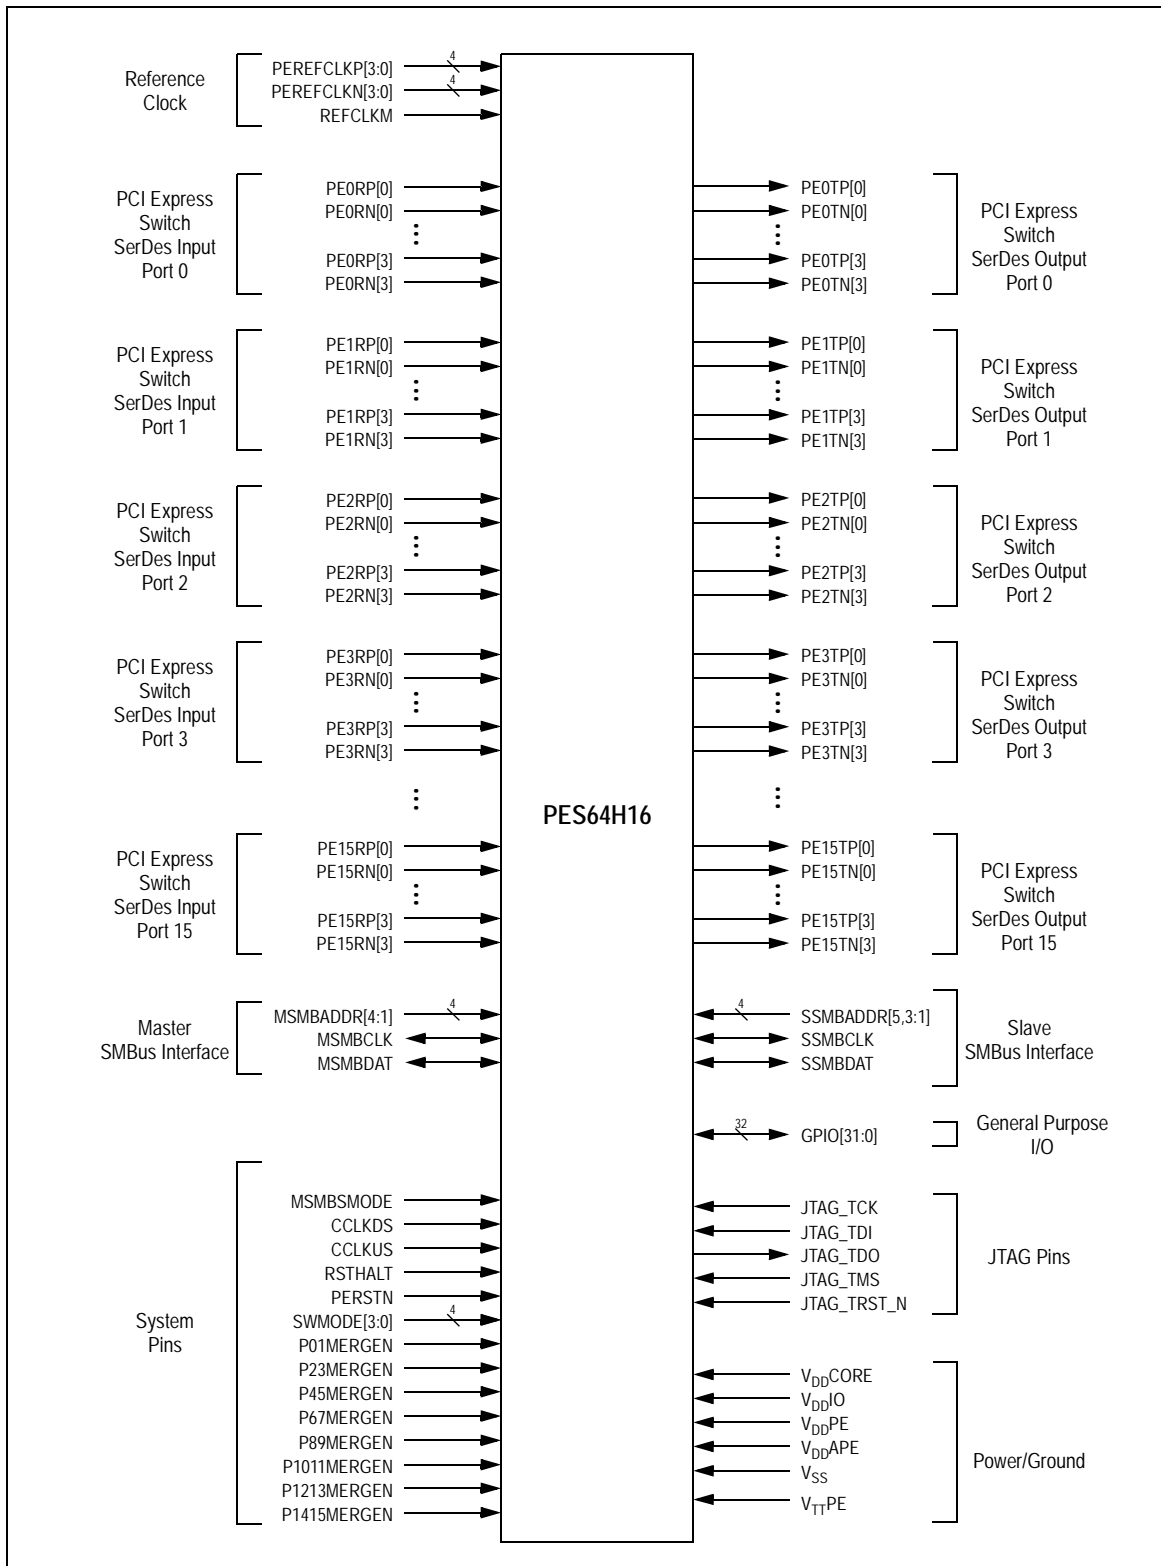 Reference
Clock
PEREFCLKP[3:0]
4
PEREFCLKN[3:0]
4
REFCLKM
PCI Express
Switch
SerDes Input
Port 0
PE0RP[0]
PE0RN[0]
PE0RP[3]
PE0RN[3]
PE0TP[0]
PE0TN[0]
PE0TP[3]
PE0TN[3]
PCI Express
Switch
SerDes Output
Port 0
PCI Express
Switch
SerDes Input
Port 1
PE1RP[0]
PE1RN[0]
PE1RP[3]
PE1RN[3]
PE1TP[0]
PE1TN[0]
PE1TP[3]
PE1TN[3]
PCI Express
Switch
SerDes Output
Port 1
PCI Express
Switch
SerDes Input
Port 2
PE2RP[0]
PE2RN[0]
PE2RP[3]
PE2RN[3]
PE2TP[0]
PE2TN[0]
PE2TP[3]
PE2TN[3]
PCI Express
Switch
SerDes Output
Port 2
PCI Express
Switch
SerDes Input
Port 3
PE3RP[0]
PE3RN[0]
PE3RP[3]
PE3RN[3]
PE3TP[0]
PE3TN[0]
PE3TP[3]
PE3TN[3]
PCI Express
Switch
SerDes Output
Port 3
PES64H16
PCI Express
Switch
SerDes Input
Port 15
PE15RP[0]
PE15RN[0]
PE15RP[3]
PE15RN[3]
PE15TP[0]
PE15TN[0]
PE15TP[3]
PE15TN[3]
PCI Express
Switch
SerDes Output
Port 15
Master
SMBus Interface
MSMBADDR[4:1]
4
MSMBCLK
MSMBDAT
4
SSMBADDR[5,3:1]
SSMBCLK
SSMBDAT
Slave
SMBus Interface
32
GPIO[31:0]
General Purpose
I/O
System
Pins
MSMBSMODE
CCLKDS
CCLKUS
RSTHALT
PERSTN
SWMODE[3:0]
4
P01MERGEN
P23MERGEN
P45MERGEN
P67MERGEN
P89MERGEN
P1011MERGEN
P1213MERGEN
P1415MERGEN
JTAG_TCK
JTAG_TDI
JTAG_TDO
JTAG_TMS
JTAG_TRST_N
JTAG Pins
VDDCORE
VDDIO
VDDPE
VDDAPE
VSS
VTTPE
Power/Ground